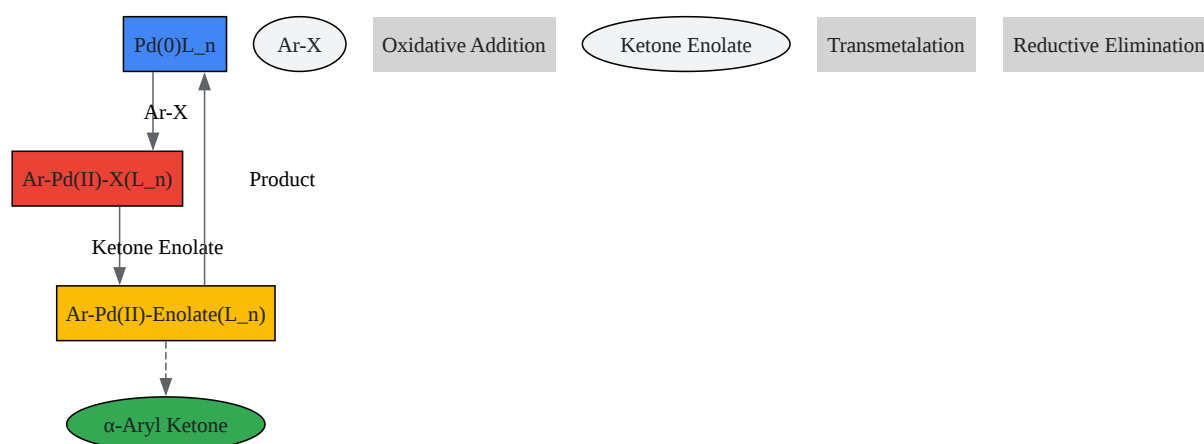 Pd(0)L_n
Ar-X
Oxidative Addition
Ketone Enolate
Transmetalation
Reductive Elimination
Ar-X
Ar-Pd(II)-X(L_n)
Product
Ketone Enolate
Ar-Pd(II)-Enolate(L_n)
α-Aryl Ketone